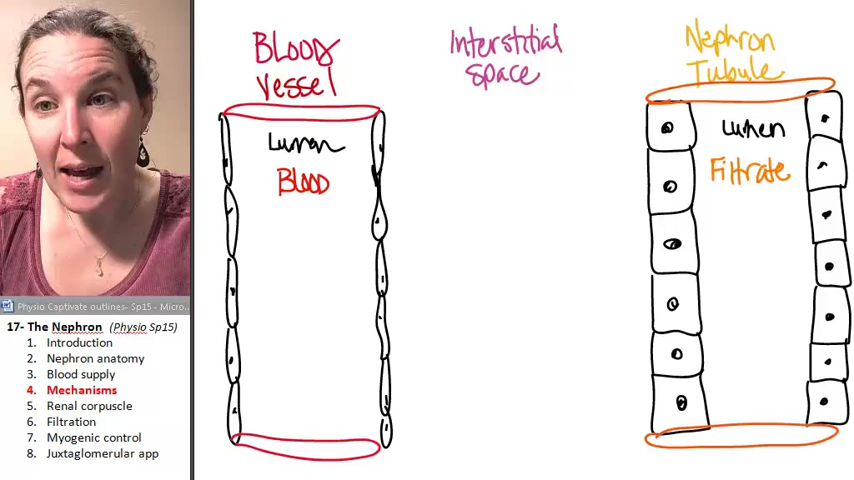 Blood
Vessel
Lumen
Blood
Interstitial
space
Nephron
Tubule
Lumen
Filtrate
Physio Captivate outlines- Sp15 - Micro...
17- The Nephron (Physio Sp15)
1. Introduction
2. Nephron anatomy
3. Blood supply
4. Mechanisms
5. Renal corpuscle
6. Filtration
7. Myogenic control
8. Juxtaglomerular app